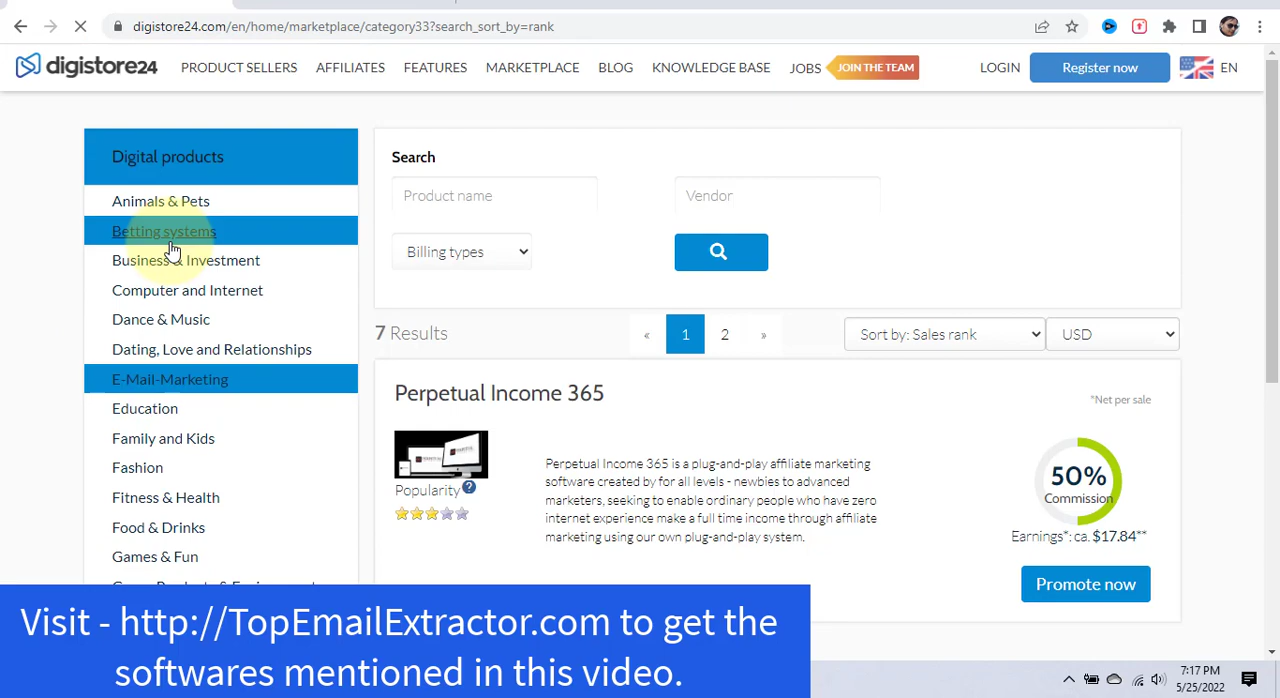 digistore24.com/en/home/marketplace/category33?search_sort_by=rank
digistore24
PRODUCT SELLERS
AFFILIATES
FEATURES
MARKETPLACE
BLOG
KNOWLEDGE BASE
JOBS
JOIN THE TEAM
LOGIN
Register now
EN
Digital products
Animals & Pets
Betting systems
Business & Investment
Computer and Internet
Dance & Music
Dating, Love and Relationships
E-Mail-Marketing
Education
Family and Kids
Fashion
Fitness & Health
Food & Drinks
Games & Fun
Search
Product name
Vendor
Billing types
7 Results
«
1
2
»
Sort by: Sales rank
USD
Perpetual Income 365
*Net per sale
Popularity
Perpetual Income 365 is a plug-and-play affiliate marketing
software created by for all levels - newbies to advanced
marketers, seeking to enable ordinary people who have zero
internet experience make a full time income through affiliate
marketing using our own plug-and-play system.
50%
Commission
Earnings*: ca. $17.84**
Promote now
Visit - http://TopEmailExtractor.com to get the
softwares mentioned in this video.
7:17 PM
5/25/2022